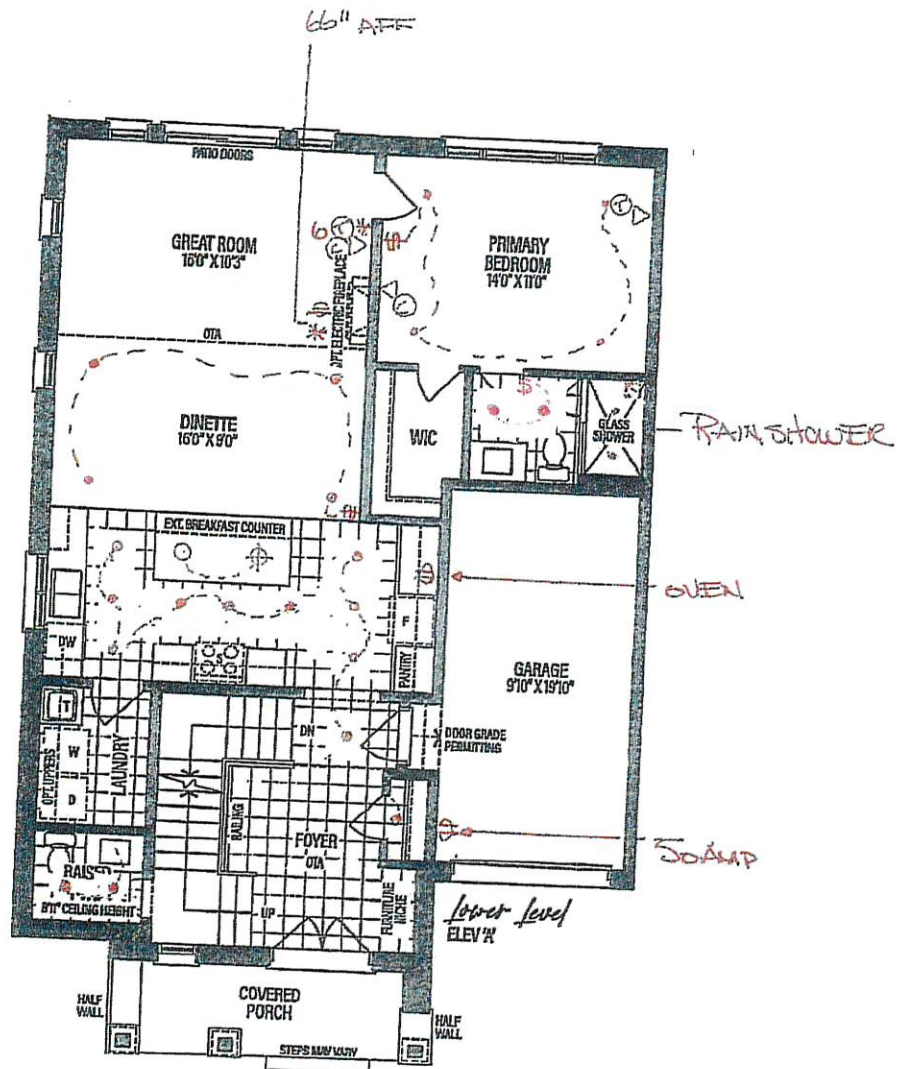 66" AFF
PATIO DOORS
GREAT ROOM
16'0" X 10'3"
6
PRIMARY
BEDROOM
14'0" X 11'0"
OPT. ELECTRIC FIREPLACE
OTA
DINETTE
16'0" X 9'0"
WIC
GLASS
SHOWER
RAIN SHOWER
EXT. BREAKFAST COUNTER
OVEN
DW
S
F
PANTRY
GARAGE
9'10" X 19'10"
T
W
D
OPT. UPPERS
LAUNDRY
DN
DOOR GRADE
PERMITTING
RAILING
FOYER
OTA
50 AMP
RAIS
8'11" CEILING HEIGHT
UP
FURNITURE
NICHE
Lower Level
ELEV 'A'
HALF
WALL
COVERED
PORCH
HALF
WALL
STEPS MAY VARY